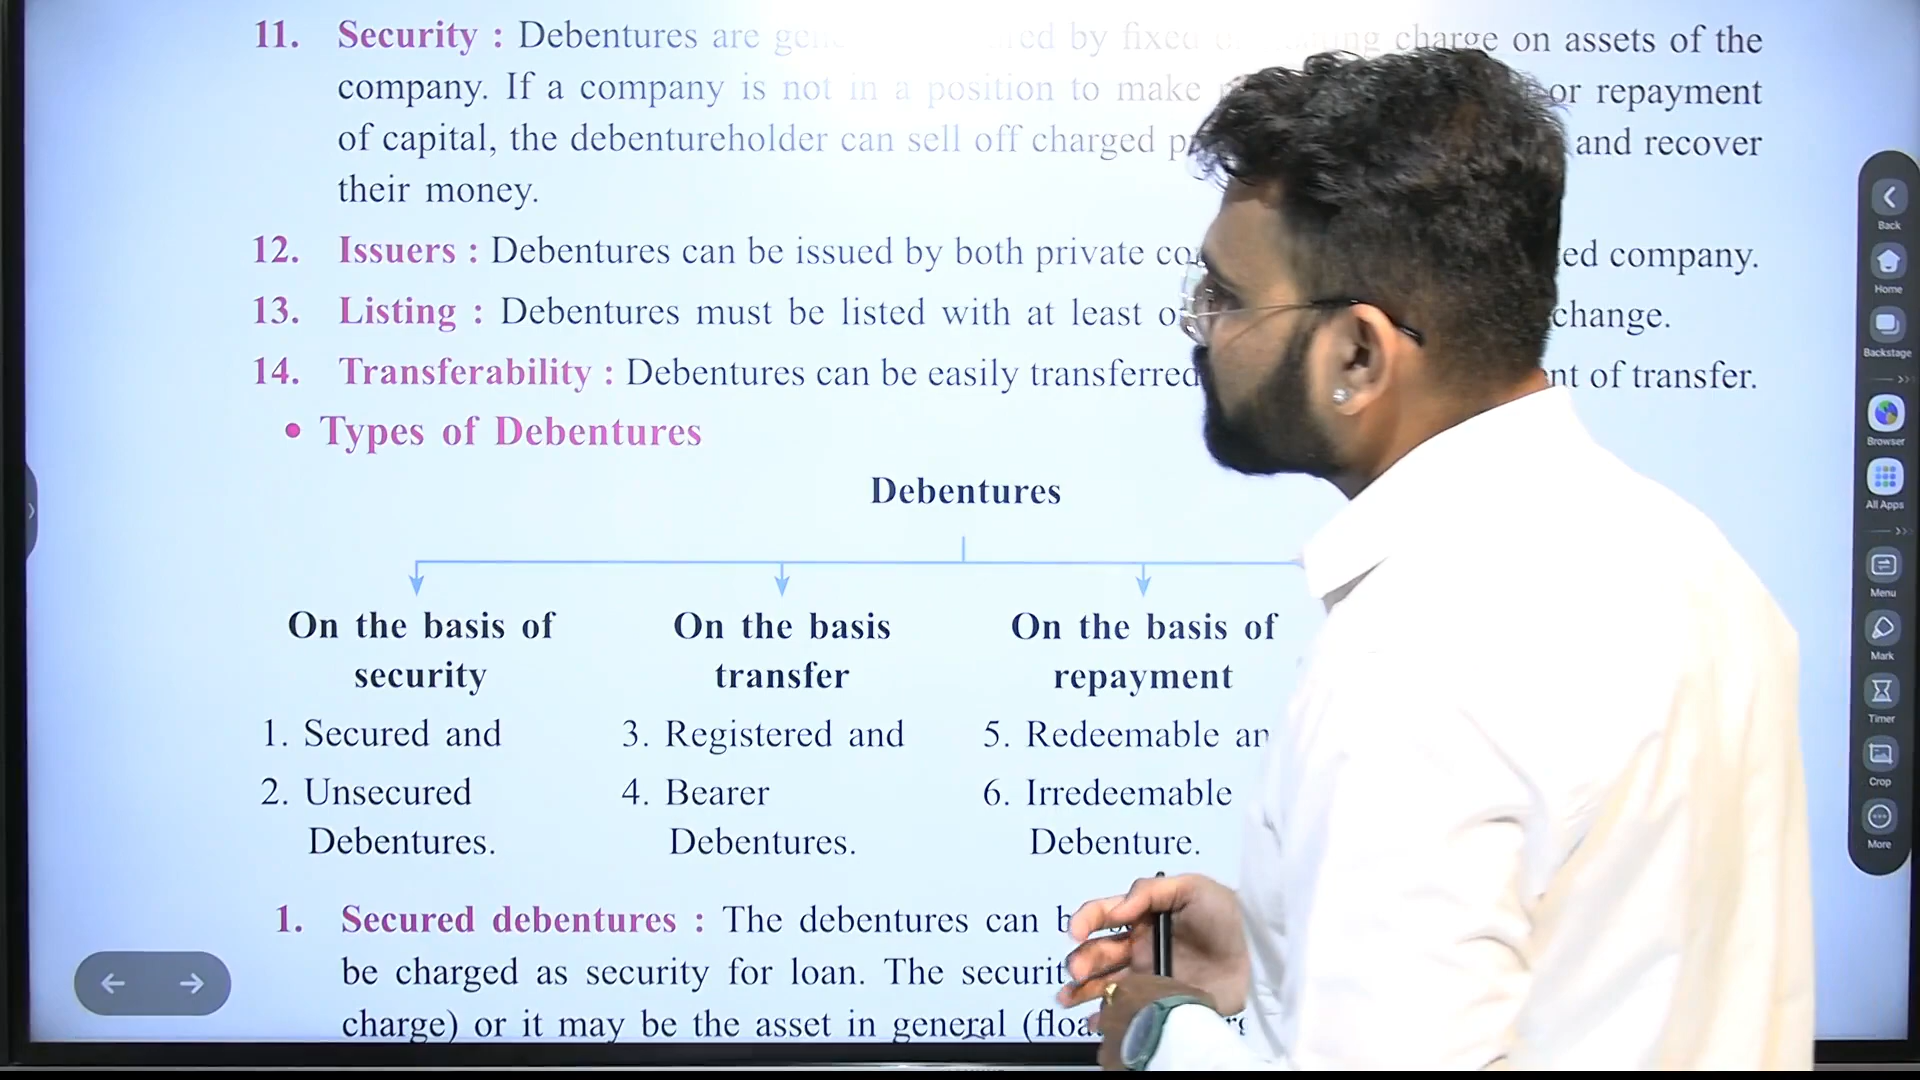 11. Security : Debentures are by fixed charge on assets of the
company. If a company is not in a position to make or repayment
of capital, the debentureholder can sell off charged and recover
their money.
12. Issuers : Debentures can be issued by both private company.
13. Listing : Debentures must be listed with at least
14. Transferability : Debentures can be easily transferred of transfer.
• Types of Debentures
Debentures
On the basis of
security
On the basis
transfer
On the basis of
repayment
1. Secured and
2. Unsecured
Debentures.
3. Registered and
4. Bearer
Debentures.
5. Redeemable
6. Irredeemable
Debenture.
1. Secured debentures : The debentures can
be charged as security for loan. The
charge) or it may be the asset in general
Back
Home
Backstage
Browser
All Apps
Menu
Mark
Timer
Crop
More